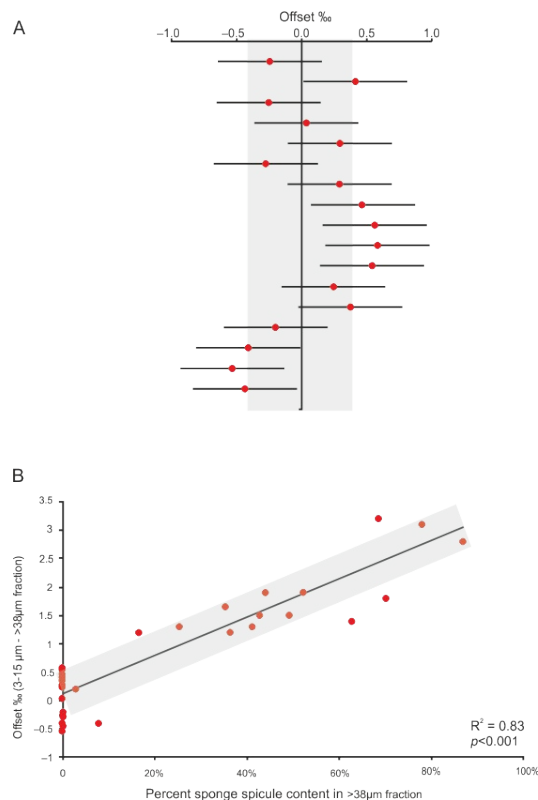 A
Offset ‰
–1.0 –0.5 0.0 0.5 1.0
B
3.5
3
2.5
2
1.5
1
0.5
0
–0.5
–1
Offset ‰ (3-15 µm - >38µm fraction)
R² = 0.83
p<0.001
0 20% 40% 60% 80% 100%
Percent sponge spicule content in >38µm fraction